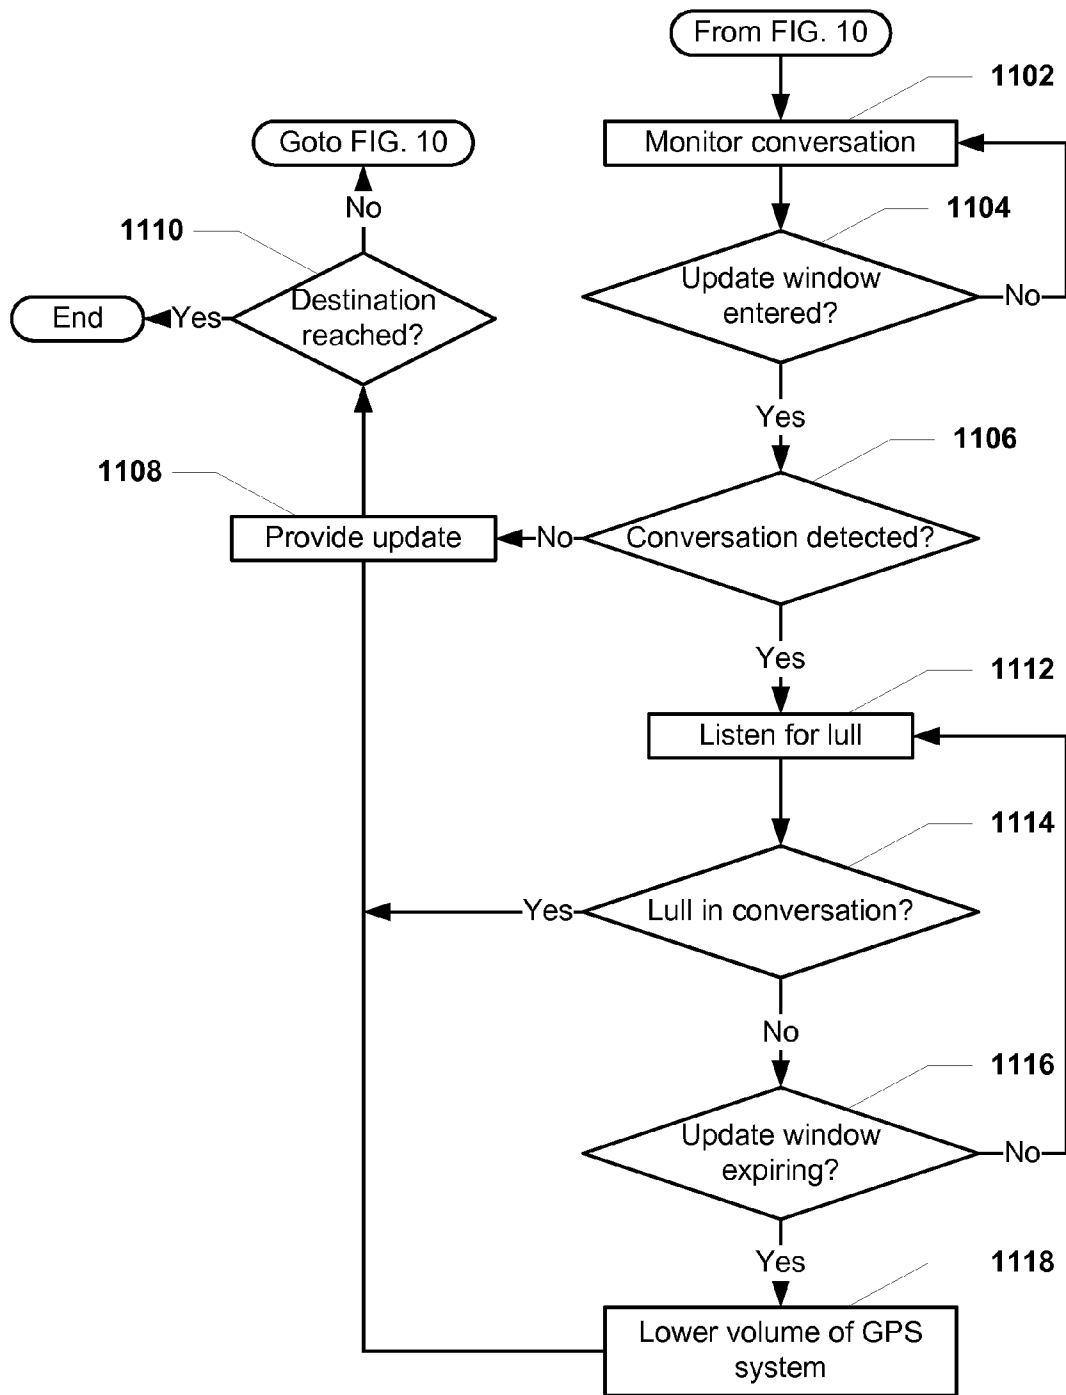 From FIG. 10
1102
Monitor conversation
Goto FIG. 10
No
1104
1110
Update window
entered?
No
Destination
reached?
Yes
End
Yes
1106
1108
Conversation detected?
No
Provide update
Yes
1112
Listen for lull
1114
Lull in conversation?
Yes
No
1116
Update window
expiring?
No
Yes
1118
Lower volume of GPS
system